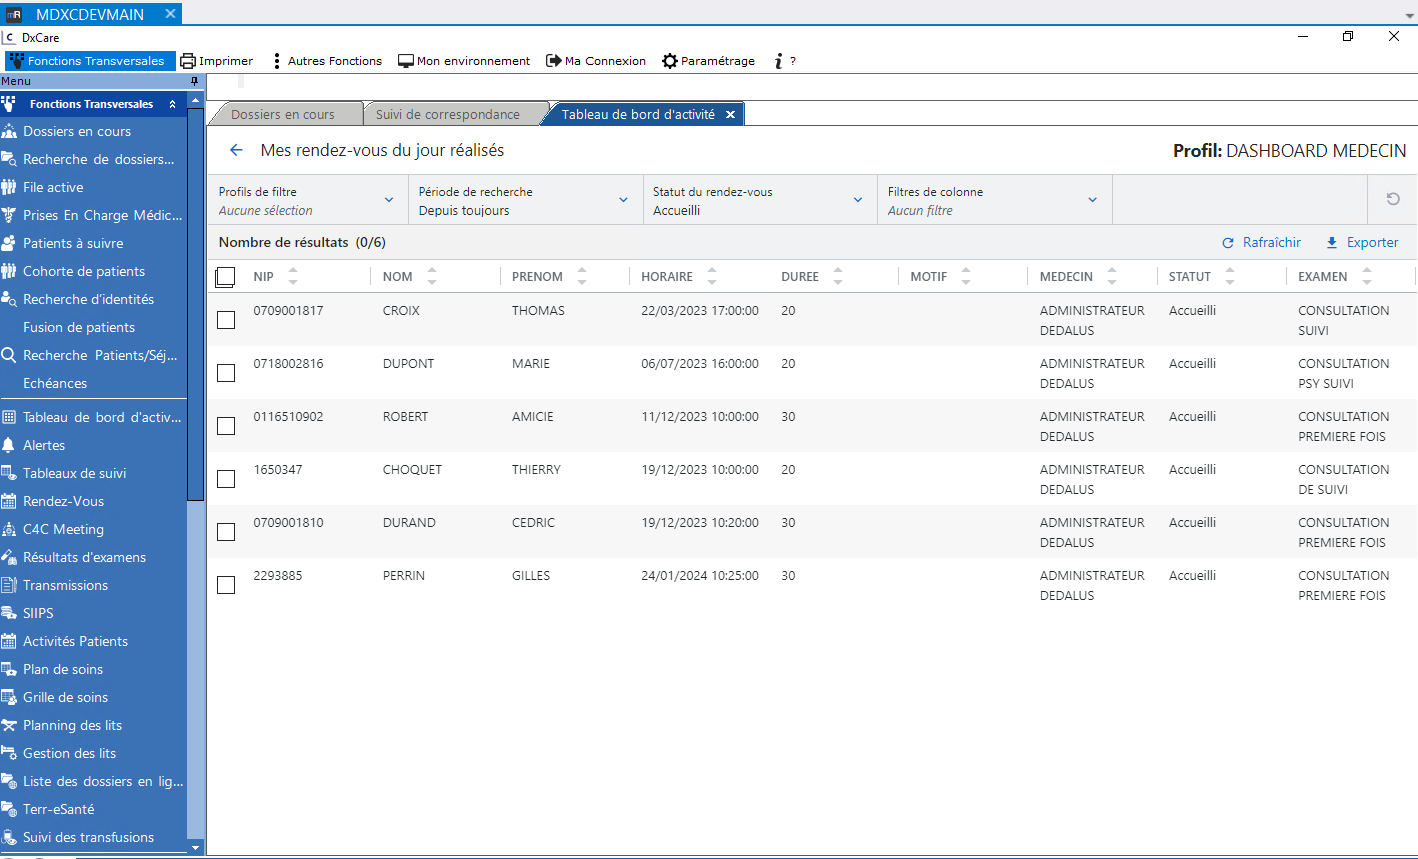 mR MDXCDEVMAIN
C DxCare
Fonctions Transversales Imprimer Autres Fonctions Mon environnement Ma Connexion Paramétrage ?
Menu
Fonctions Transversales
Dossiers en cours
Recherche de dossiers...
File active
Prises En Charge Médic...
Patients à suivre
Cohorte de patients
Recherche d'identités
Fusion de patients
Recherche Patients/Séj...
Echéances
Tableau de bord d'activ...
Alertes
Tableaux de suivi
Rendez-Vous
C4C Meeting
Résultats d'examens
Transmissions
SIIPS
Activités Patients
Plan de soins
Grille de soins
Planning des lits
Gestion des lits
Liste des dossiers en lig...
Terr-eSanté
Suivi des transfusions
Dossiers en cours Suivi de correspondance Tableau de bord d'activité
Mes rendez-vous du jour réalisés Profil: DASHBOARD MEDECIN
Profils de filtre Période de recherche Statut du rendez-vous Filtres de colonne
Aucune sélection Depuis toujours Accueilli Aucun filtre
Nombre de résultats (0/6) Rafraîchir Exporter
NIP NOM PRENOM HORAIRE DUREE MOTIF MEDECIN STATUT EXAMEN
0709001817 CROIX THOMAS 22/03/2023 17:00:00 20 ADMINISTRATEUR Accueilli CONSULTATION
DEDALUS SUIVI
0718002816 DUPONT MARIE 06/07/2023 16:00:00 20 ADMINISTRATEUR Accueilli CONSULTATION
DEDALUS PSY SUIVI
0116510902 ROBERT AMICIE 11/12/2023 10:00:00 30 ADMINISTRATEUR Accueilli CONSULTATION
DEDALUS PREMIERE FOIS
1650347 CHOQUET THIERRY 19/12/2023 10:00:00 20 ADMINISTRATEUR Accueilli CONSULTATION
DEDALUS DE SUIVI
0709001810 DURAND CEDRIC 19/12/2023 10:20:00 30 ADMINISTRATEUR Accueilli CONSULTATION
DEDALUS PREMIERE FOIS
2293885 PERRIN GILLES 24/01/2024 10:25:00 30 ADMINISTRATEUR Accueilli CONSULTATION
DEDALUS PREMIERE FOIS